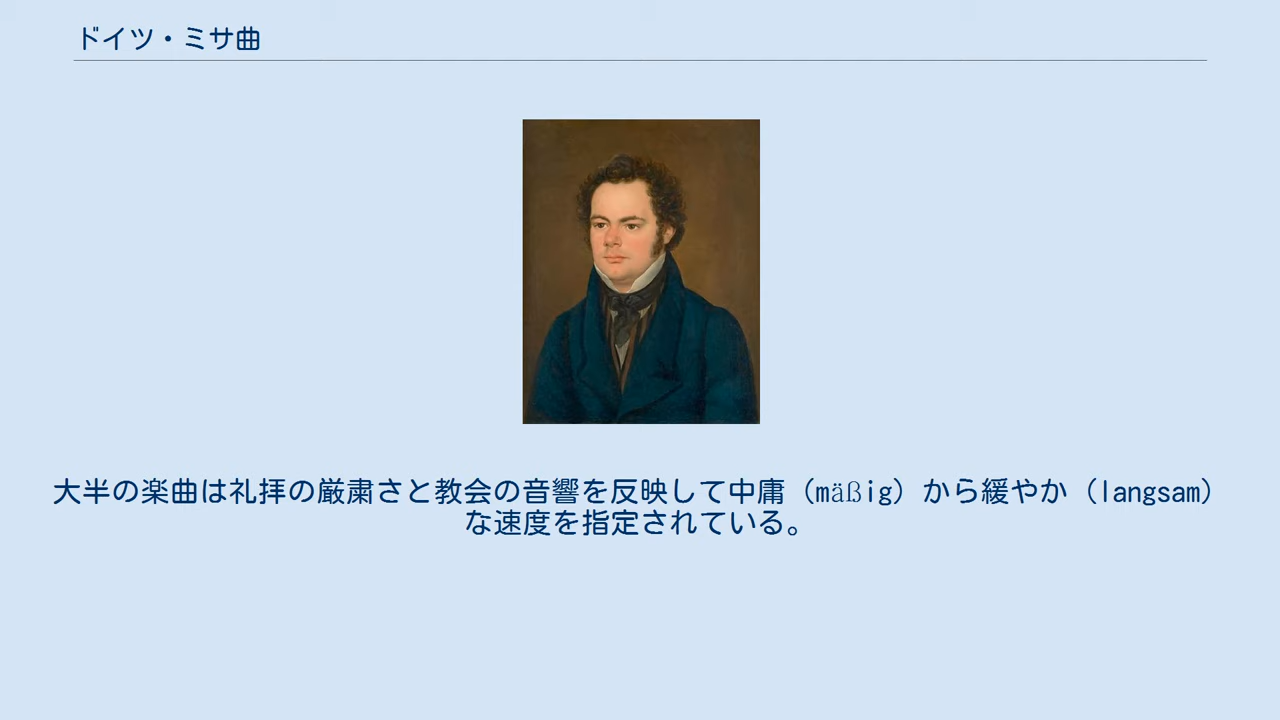 ドイツ・ミサ曲
大半の楽曲は礼拝の厳粛さと教会の音響を反映して中庸（mäßig）から緩やか（langsam）
な速度を指定されている。